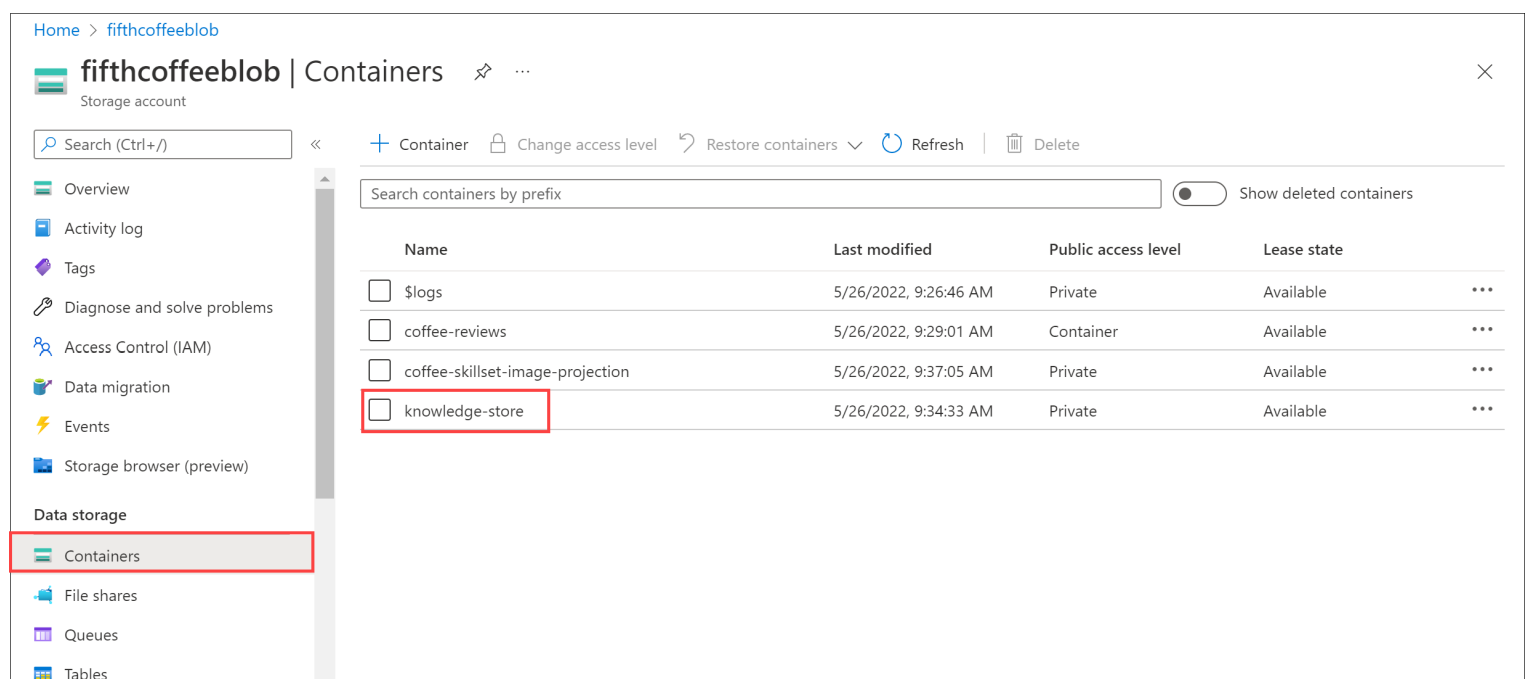 Home > fifthcoffeeblob
fifthcoffeeblob | Containers ...
Storage account
Search (Ctrl+/) «
Overview
Activity log
Tags
Diagnose and solve problems
Access Control (IAM)
Data migration
Events
Storage browser (preview)
Data storage
Containers
File shares
Queues
Tables
+ Container Change access level Restore containers Refresh | Delete
Search containers by prefix Show deleted containers
Name Last modified Public access level Lease state
$logs 5/26/2022, 9:26:46 AM Private Available ...
coffee-reviews 5/26/2022, 9:29:01 AM Container Available ...
coffee-skillset-image-projection 5/26/2022, 9:37:05 AM Private Available ...
knowledge-store 5/26/2022, 9:34:33 AM Private Available ...